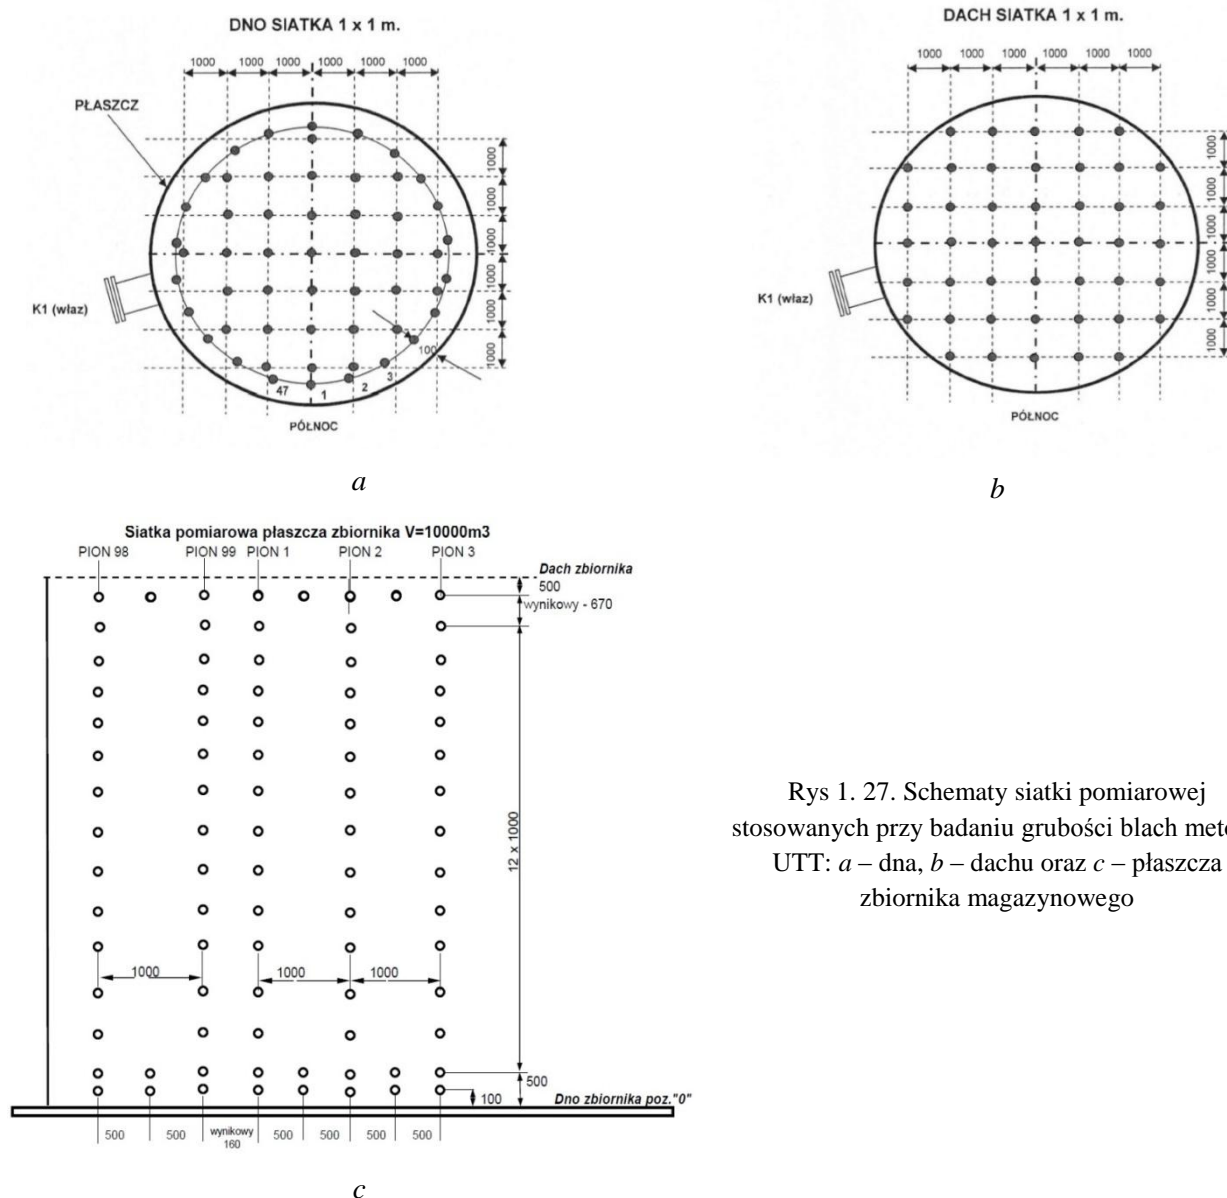 DNO SIATKA 1 x 1 m.
1000 1000 1000 1000 1000 1000
PŁASZCZ
1000
1000
1000
1000
1000
1000
K1 (właz)
100
47 1 2 3
PÓŁNOC
a
DACH SIATKA 1 x 1 m.
1000 1000 1000 1000 1000 1000
1000
1000
1000
1000
1000
1000
K1 (właz)
PÓŁNOC
b
Siatka pomiarowa płaszcza zbiornika V=10000m3
PION 98 PION 99 PION 1 PION 2 PION 3
Dach zbiornika
500
wynikowy - 670
12 x 1000
1000 1000 1000
500
100 Dno zbiornika poz."0"
500 500 wynikowy 500 500 500 500
160
c
Rys 1. 27. Schematy siatki pomiarowej
stosowanych przy badaniu grubości blach
UTT: a – dna, b – dachu oraz c – płaszcza
zbiornika magazynowego